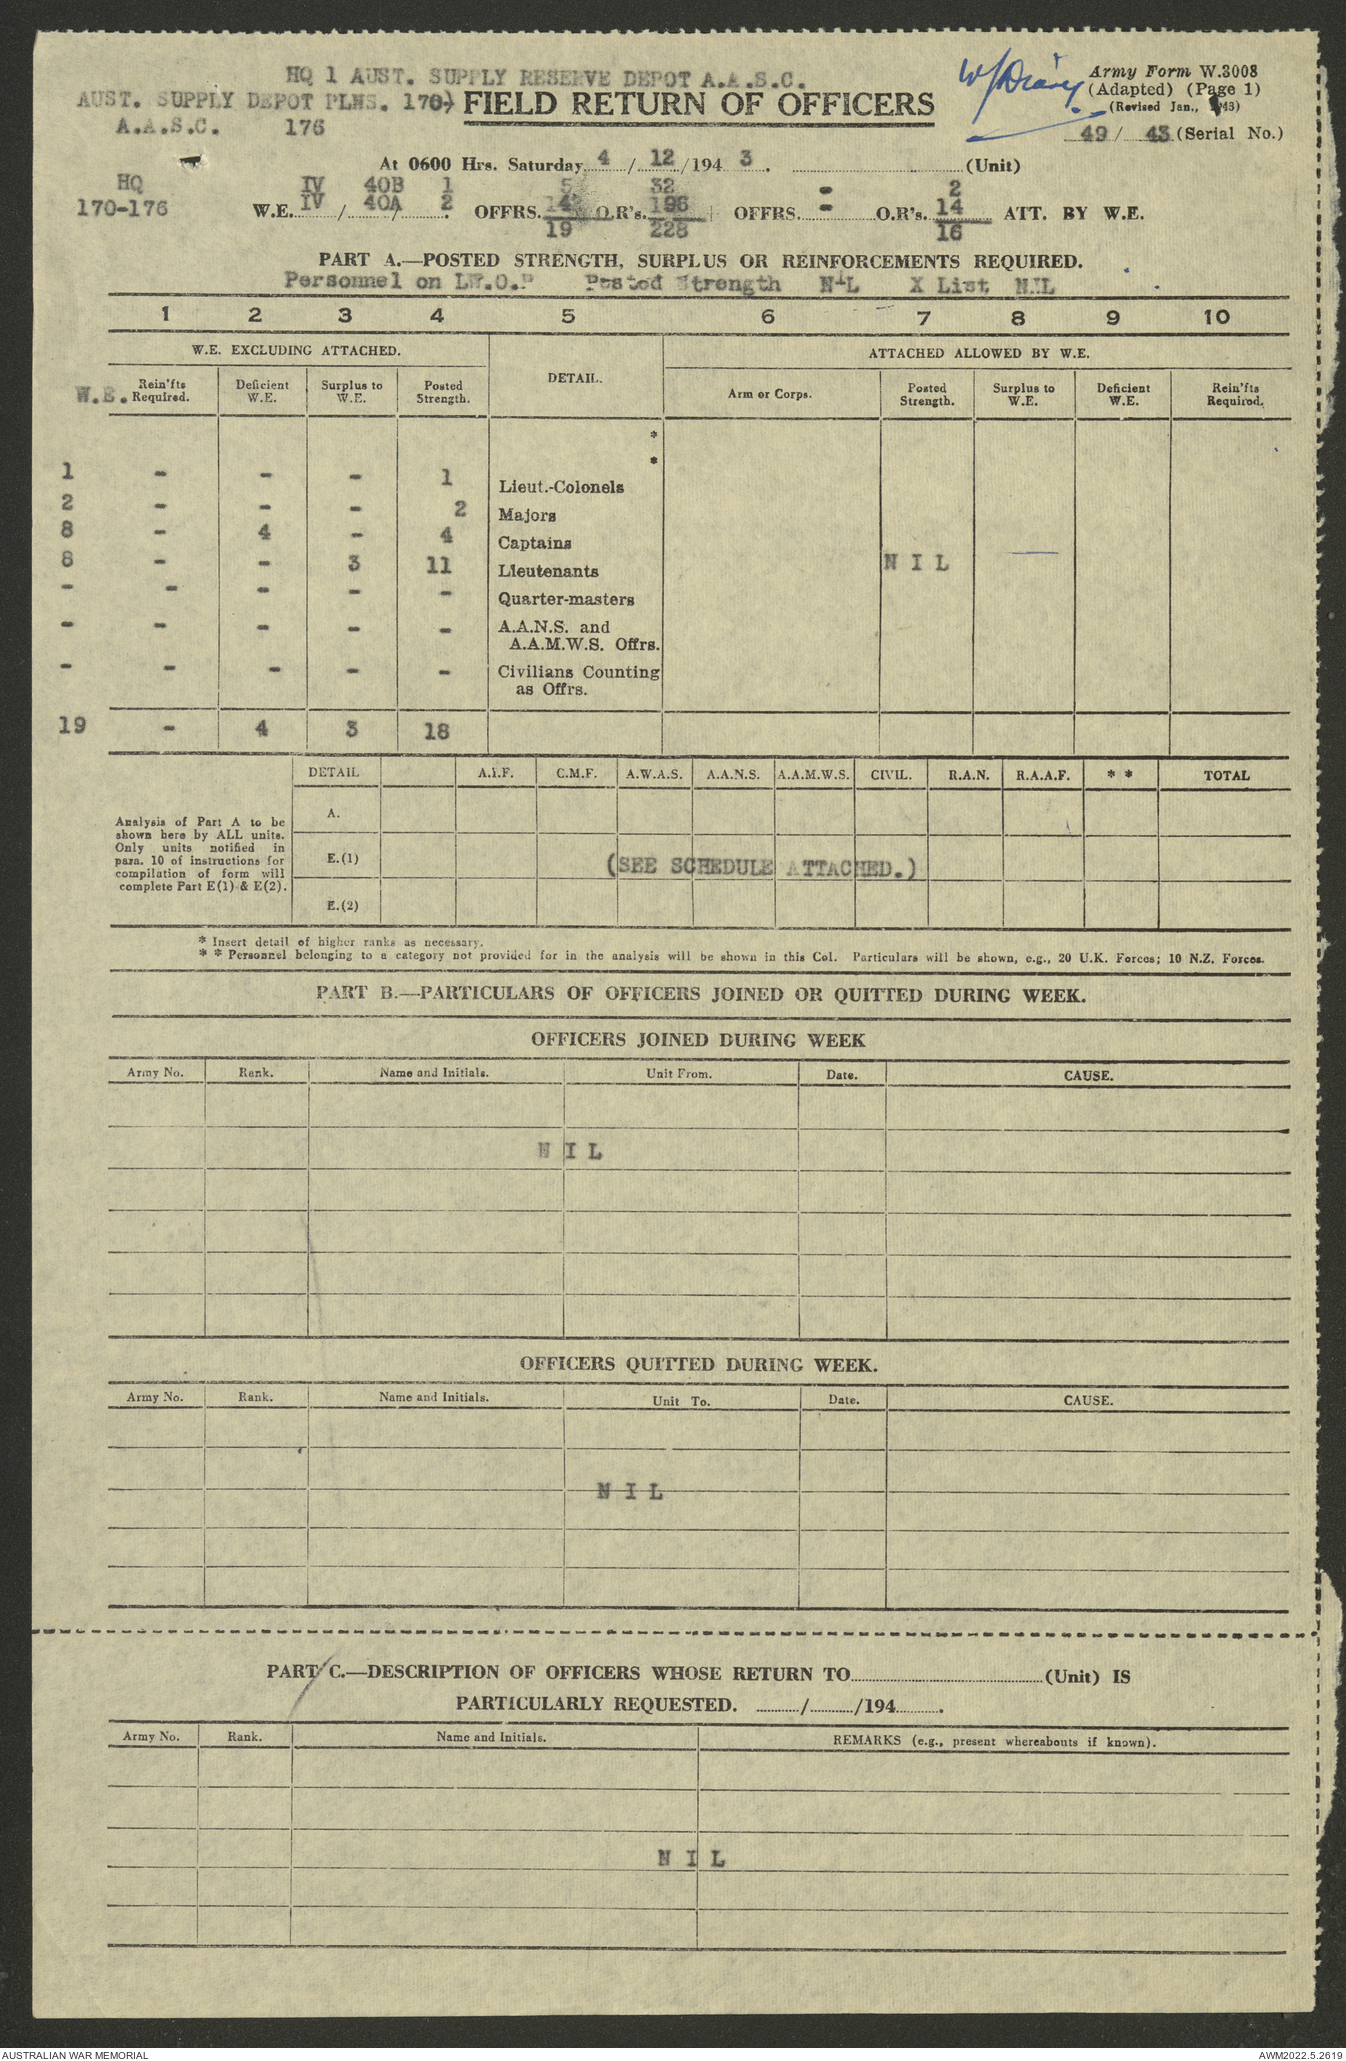 HQ 1 AUST. SUPPLY RESERVE DEPOT A.A.S.C.
AUST. SUPPLY DEPOT PLNS. 170) FIELD RETURN OF OFFICERS
A.A.S.C. 176
W/Diary
Army Form W.3008
(Adapted) (Page 1)
(Revised Jan., 1943)
49/ 43 (Serial No.)
At 0600 Hrs. Saturday 4 / 12 /194 3. (Unit)
HQ IV 40B 1 5 32 - 2
170-176 W.E. IV / 40A / 2 OFFRS. 14 O.R's. 196 OFFRS. - O.R's. 14 ATT. BY W.E.
19 228 16
PART A.—POSTED STRENGTH, SURPLUS OR REINFORCEMENTS REQUIRED.
Personnel on LW.O.P Posted Strength NIL X List NIL
1 2 3 4 5 6 7 8 9 10
W.E. EXCLUDING ATTACHED. DETAIL. ATTACHED ALLOWED BY W.E.
W.E. Rein'fts Required. Deficient W.E. Surplus to W.E. Posted Strength. Arm or Corps. Posted Strength. Surplus to W.E. Deficient W.E. Rein'fts Required.
*
*
1 - - - 1 Lieut.-Colonels
2 - - - 2 Majors
8 - 4 - 4 Captains
8 - - 3 11 Lieutenants NIL
- - - - - Quarter-masters
- - - - - A.A.N.S. and
A.A.M.W.S. Offrs.
- - - - - Civilians Counting
as Offrs.
19 - 4 3 18
DETAIL A.I.F. C.M.F. A.W.A.S. A.A.N.S. A.A.M.W.S. CIVIL. R.A.N. R.A.A.F. * * TOTAL
Analysis of Part A to be
shown here by ALL units.
Only units notified in
para. 10 of instructions for
compilation of form will
complete Part E(1) & E(2).
A.
E.(1)
(SEE SCHEDULE ATTACHED.)
E.(2)
* Insert detail of higher ranks as necessary.
* * Personnel belonging to a category not provided for in the analysis will be shown in this Col. Particulars will be shown, e.g., 20 U.K. Forces; 10 N.Z. Forces.
PART B.—PARTICULARS OF OFFICERS JOINED OR QUITTED DURING WEEK.
OFFICERS JOINED DURING WEEK
Army No. Rank. Name and Initials. Unit From. Date. CAUSE.
NIL
OFFICERS QUITTED DURING WEEK.
Army No. Rank. Name and Initials. Unit To. Date. CAUSE.
NIL
PART C.—DESCRIPTION OF OFFICERS WHOSE RETURN TO (Unit) IS
PARTICULARLY REQUESTED. / /194 .
Army No. Rank. Name and Initials. REMARKS (e.g., present whereabouts if known).
NIL
AUSTRALIAN WAR MEMORIAL AWM2022.5.2619